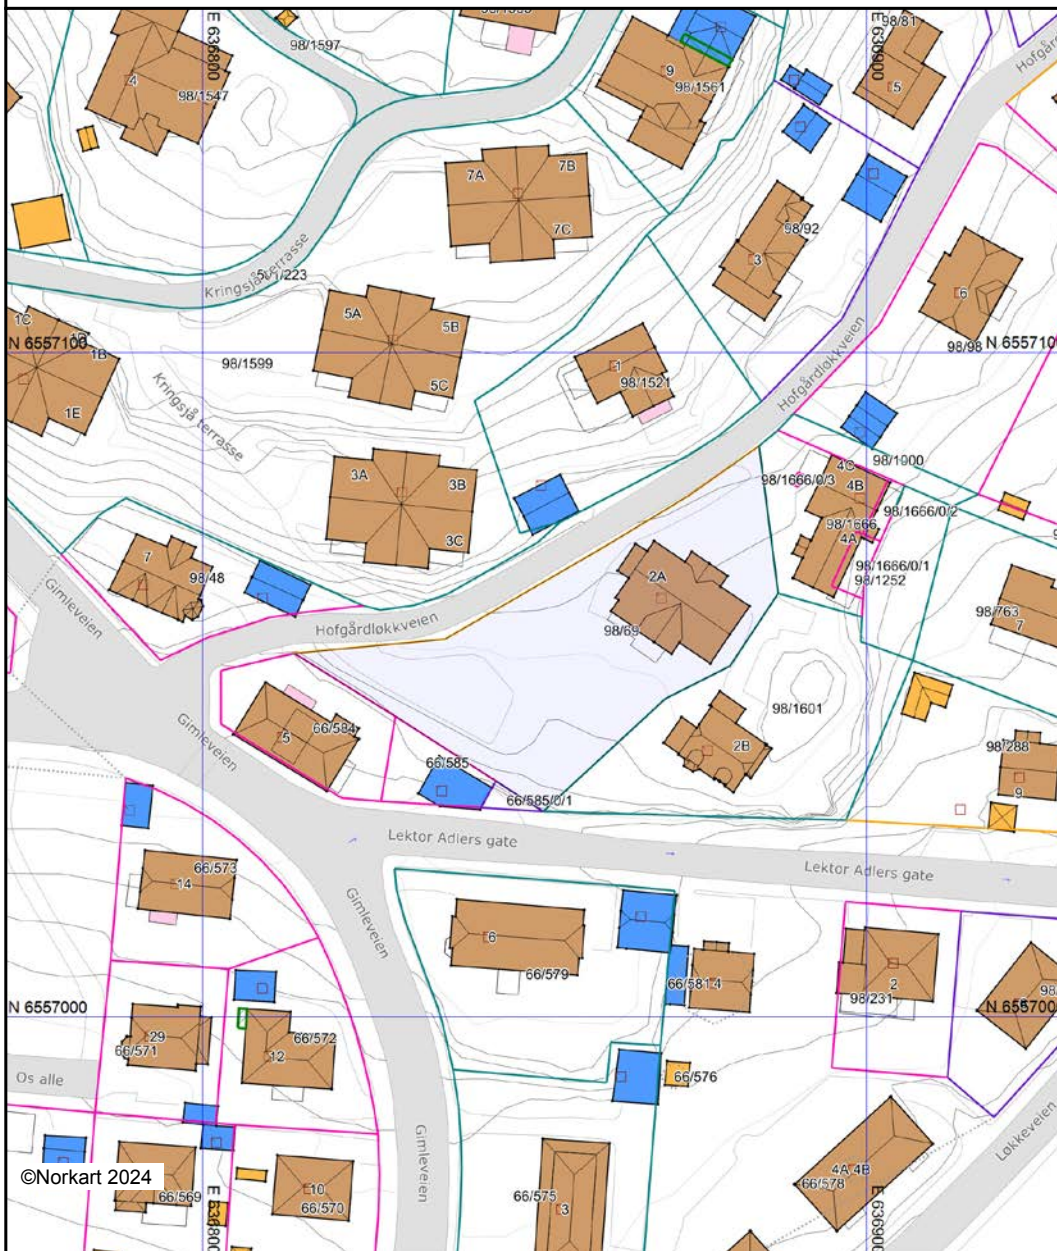 98/1597
E 636800
4
98/1547
9
98/1561
98/81
5
E 636900
7A
7B
7C
98/92
3
Kringsjå terrasse
5A
5B
5C
6
98/98
1C
1B
1E
N 6557100
98/1599
Kringsjå terrasse
1
98/1521
Hofgårdløkkveien
3A
3B
3C
98/1666/0/3
4C
4B
98/1900
98/1666
98/1666/0/2
4A
98/1666/0/1
98/1252
7
98/48
Gimleveien
Hofgårdløkkveien
2A
98/69
98/763
7
98/1601
2B
5
66/584
Gimleveien
66/585
66/585/0/1
98/288
9
Lektor Adlers gate
Lektor Adlers gate
66/573
14
Gimleveien
6
66/579
66/581
4
2
98/231
N 6557000
29
66/571
66/572
12
66/576
Os alle
Gimleveien
Løkkeveien
66/569
10
66/570
66/575
3
4A
4B
66/578
E 636800
E 636900
©Norkart 2024